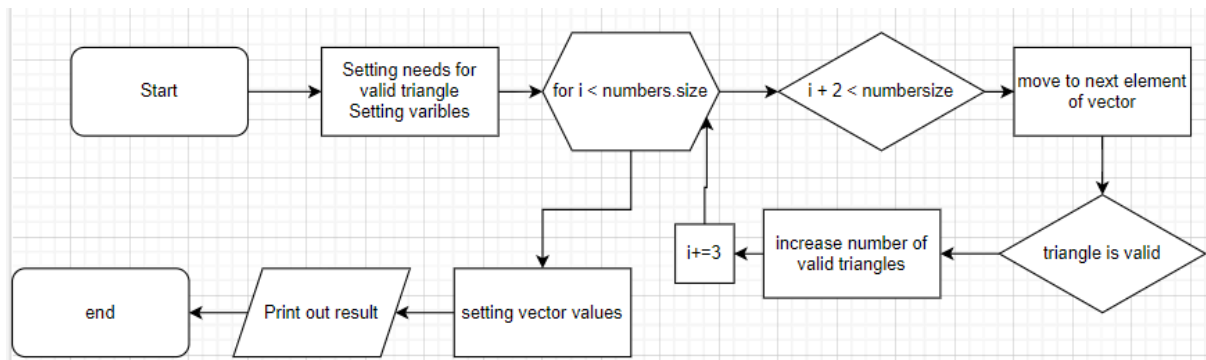 Start
Setting needs for
valid triangle
Setting varibles
for i < numbers.size
i + 2 < numbersize
move to next element
of vector
triangle is valid
increase number of
valid triangles
i+=3
setting vector values
Print out result
end